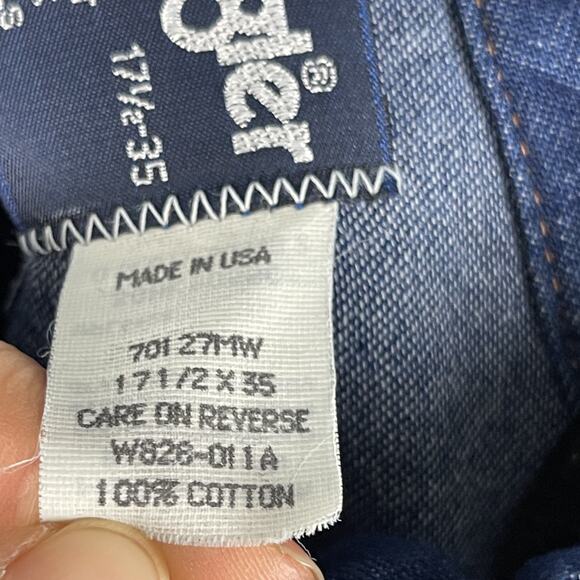 gler®
17½-35
MADE IN USA
70127MW
17 1/2 X 35
CARE ON REVERSE
W826-011A
100% COTTON